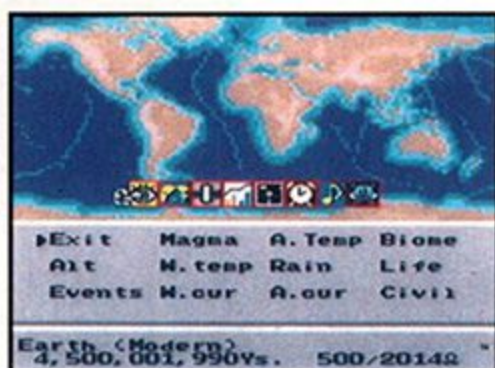 Exit Magma A.Temp Biome
Alt W.temp Rain Life
Events W.cur A.cur Civil
Earth (Modern)
4,500,001,990Ys. 500/2014Ω